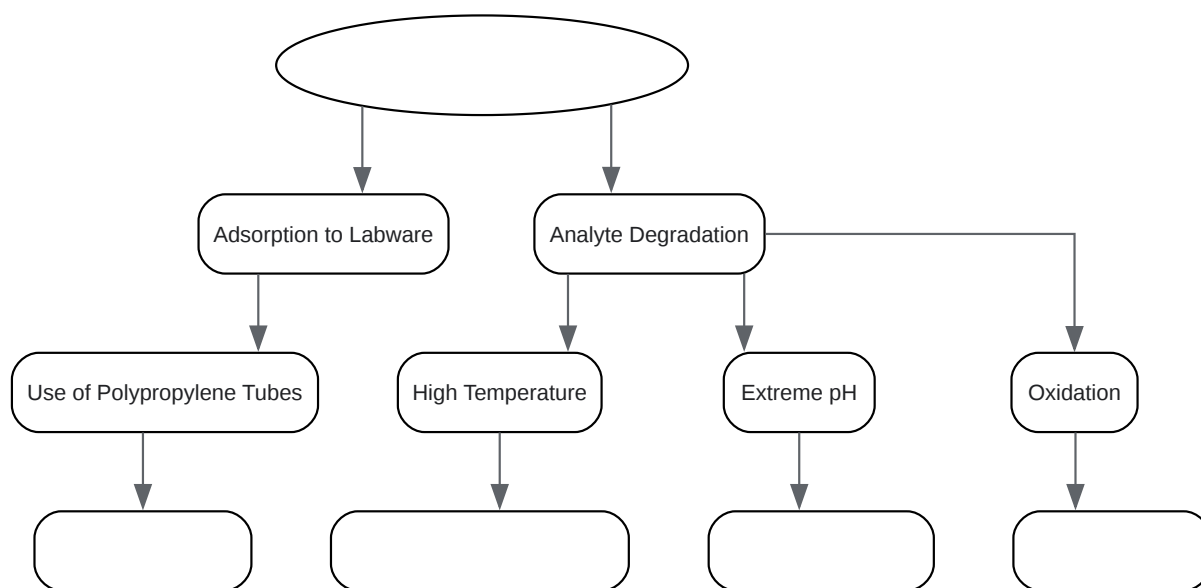 Adsorption to Labware
Analyte Degradation
Use of Polypropylene Tubes
High Temperature
Extreme pH
Oxidation